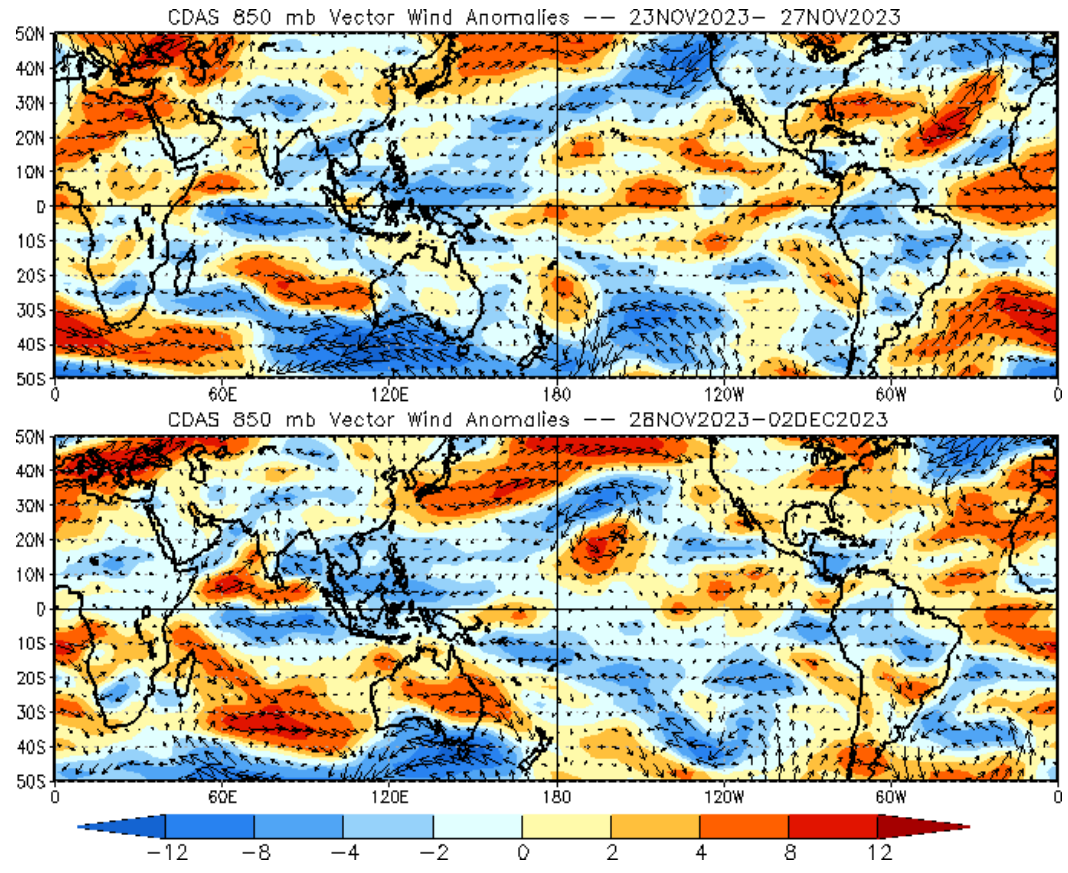 CDAS 850 mb Vector Wind Anomalies -- 23NOV2023- 27NOV2023
50N
40N
30N
20N
10N
0
10S
20S
30S
40S
50S
0 60E 120E 180 120W 60W 0
CDAS 850 mb Vector Wind Anomalies -- 28NOV2023-02DEC2023
50N
40N
30N
20N
10N
0
10S
20S
30S
40S
50S
0 60E 120E 180 120W 60W 0
-12 -8 -4 -2 0 2 4 8 12